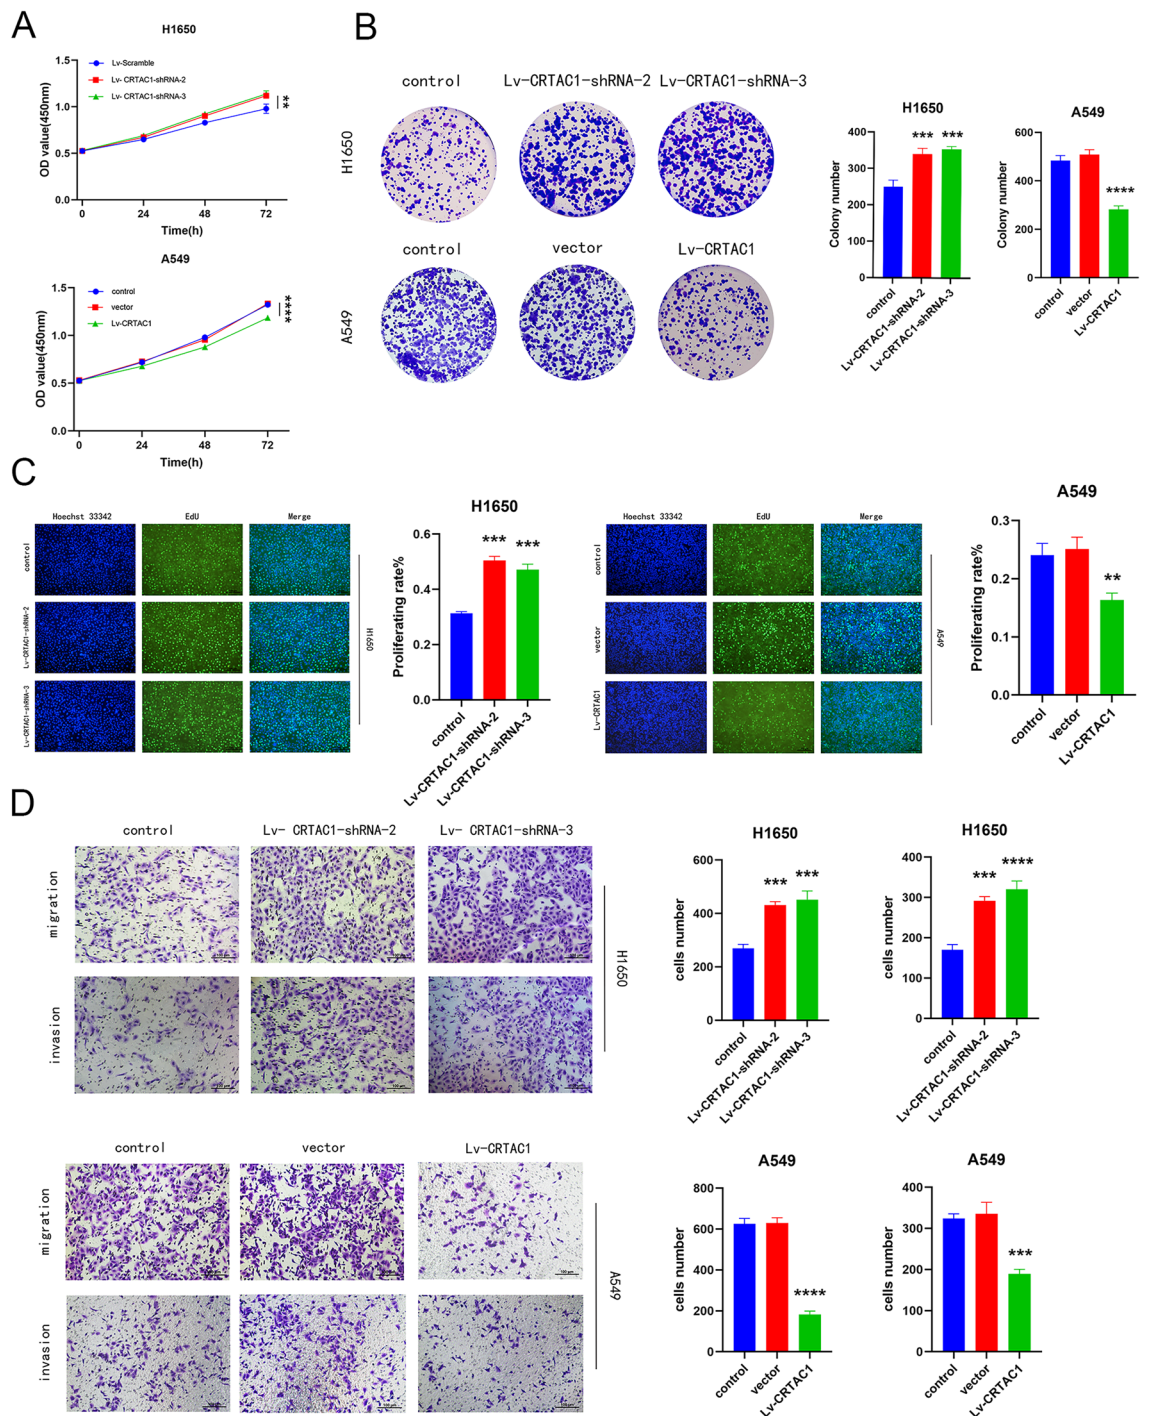 A
H1650
OD value(450nm)
1.5
1.0
0.5
0.0
Lv-Scramble
Lv- CRTAC1-shRNA-2
Lv- CRTAC1-shRNA-3
**
0 24 48 72
Time(h)
A549
OD value(450nm)
1.5
1.0
0.5
0.0
control
vector
Lv-CRTAC1
****
0 24 48 72
Time(h)
B
control Lv-CRTAC1-shRNA-2 Lv-CRTAC1-shRNA-3
H1650
control vector Lv-CRTAC1
A549
H1650
Colony number
400
300
200
100
0
*** ***
control
Lv-CRTAC1-shRNA-2
Lv-CRTAC1-shRNA-3
A549
Colony number
600
400
200
0
****
control
vector
Lv-CRTAC1
C
Hoechst 33342 EdU Merge
control
Lv-CRTAC1-shRNA-2
Lv-CRTAC1-shRNA-3
H1650
H1650
Proliferating rate%
0.6
0.4
0.2
0.0
*** ***
control
Lv-CRTAC1-shRNA-2
Lv-CRTAC1-shRNA-3
Hoechst 33342 EdU Merge
control
vector
Lv-CRTAC1
A549
A549
Proliferating rate%
0.3
0.2
0.1
0.0
**
control
vector
Lv-CRTAC1
D
control Lv- CRTAC1-shRNA-2 Lv- CRTAC1-shRNA-3
migration
invasion
H1650
100 μm
H1650
cells number
600
400
200
0
*** ***
control
Lv-CRTAC1-shRNA-2
Lv-CRTAC1-shRNA-3
H1650
cells number
400
300
200
100
0
*** ****
control
Lv-CRTAC1-shRNA-2
Lv-CRTAC1-shRNA-3
control vector Lv-CRTAC1
migration
invasion
A549
100 μm
A549
cells number
800
600
400
200
0
****
control
vector
Lv-CRTAC1
A549
cells number
400
300
200
100
0
***
control
vector
Lv-CRTAC1